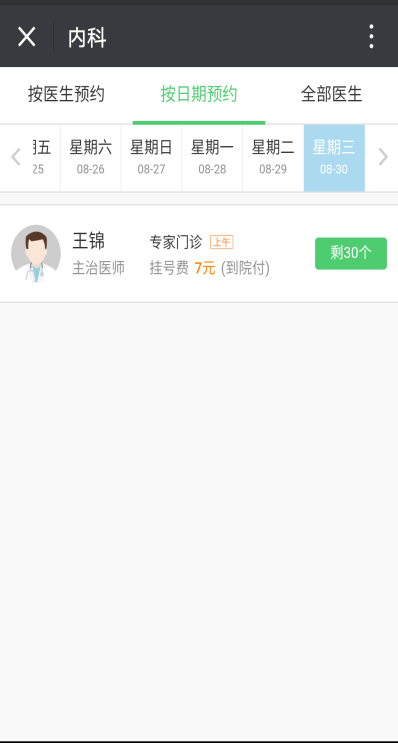 内科
按医生预约 按日期预约 全部医生
期五 星期六 星期日 星期一 星期二 星期三
25 08-26 08-27 08-28 08-29 08-30
王锦 专家门诊 上午
主治医师 挂号费 7元 (到院付) 剩30个